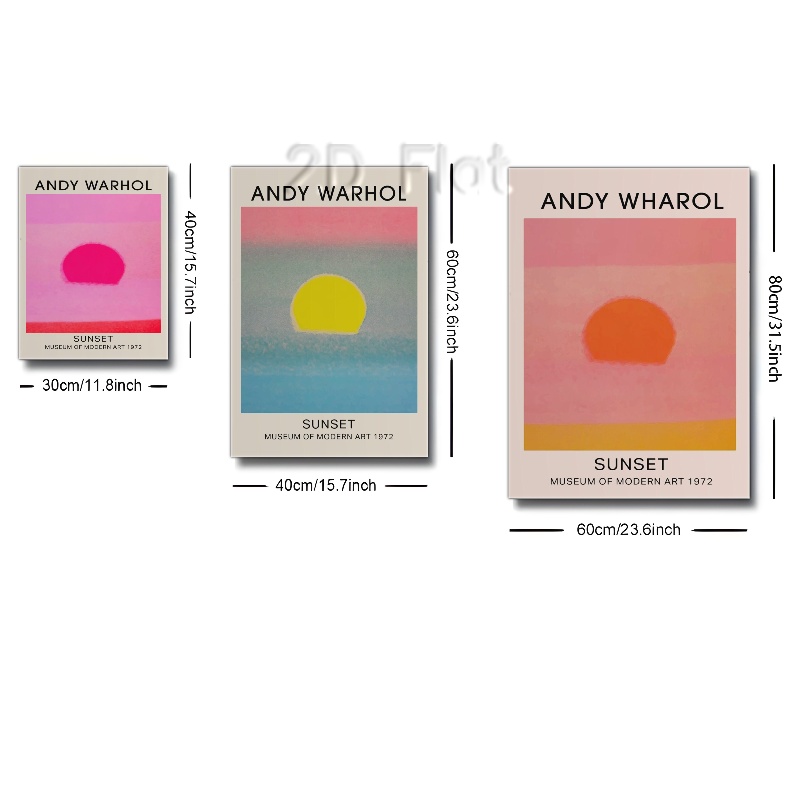 2D Flat
ANDY WARHOL
SUNSET
MUSEUM OF MODERN ART 1972
40cm/15.7inch
30cm/11.8inch
ANDY WARHOL
SUNSET
MUSEUM OF MODERN ART 1972
60cm/23.6inch
40cm/15.7inch
ANDY WHAROL
SUNSET
MUSEUM OF MODERN ART 1972
80cm/31.5inch
60cm/23.6inch